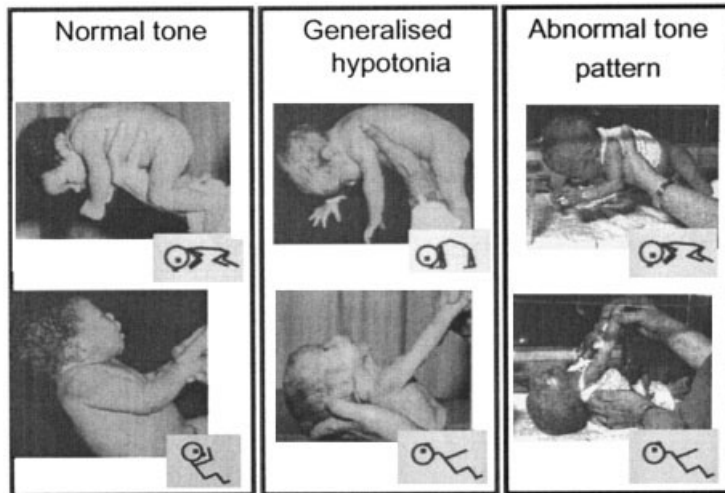 Normal tone
Generalised
hypotonia
Abnormal tone
pattern